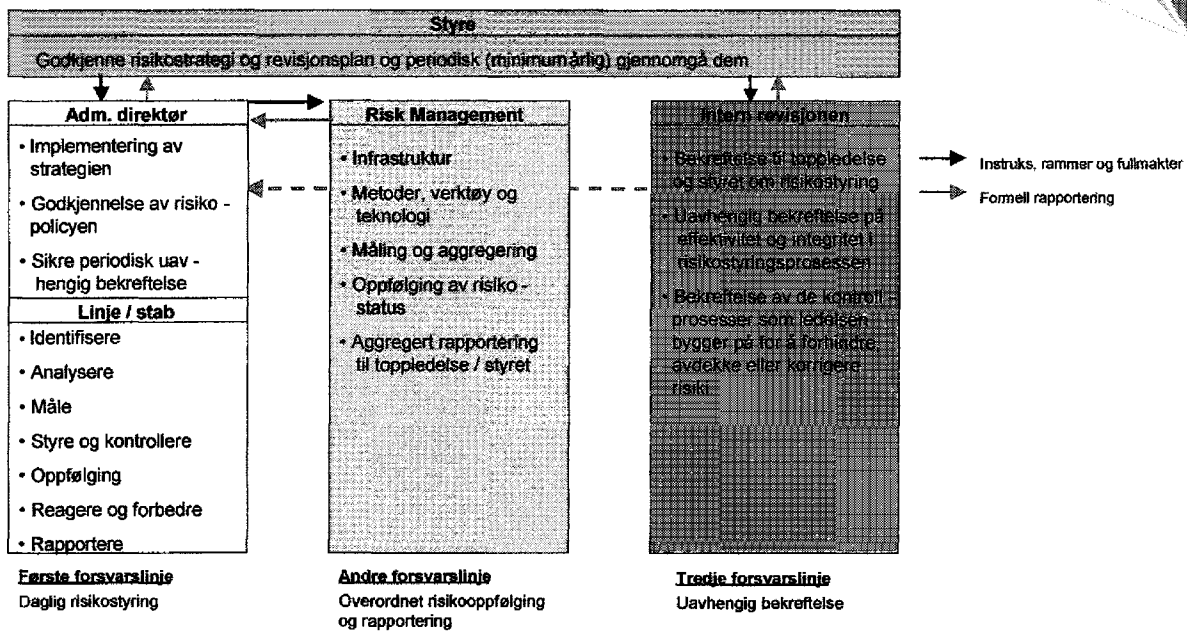 Styre
Godkjenne risikostrategi og revisjonsplan og periodisk (minimum årlig) gjennomgå dem
Adm. direktør
• Implementering av
strategien
• Godkjennelse av risiko -
policyen
• Sikre periodisk uav -
hengig bekreftelse
Linje / stab
• Identifisere
• Analysere
• Måle
• Styre og kontrollere
• Oppfølging
• Reagere og forbedre
• Rapportere
Første forsvarslinje
Daglig risikostyring
Risk Management
• Infrastruktur
• Metoder, verktøy og
teknologi
• Måling og aggregering
• Oppfølging av risiko -
status
• Aggregert rapportering
til toppledelse / styret
Andre forsvarslinje
Overordnet risikooppfølging
og rapportering
Intern revisjonen
• Bekreftelse til toppledelse
og styret om risikostyring
• Uavhengig bekreftelse på
effektivitet og integritet i
risikostyringsprosessen
• Bekreftelse av de kontroll -
prosesser som ledelsen
bygger på for å forhindre,
avdekke eller korrigere
risiki.
Tredje forsvarslinje
Uavhengig bekreftelse
Instruks, rammer og fullmakter
Formell rapportering